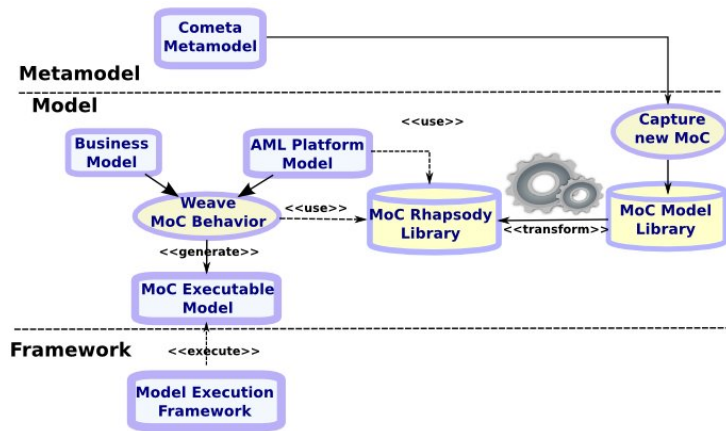 Cometa
Metamodel
Metamodel
Model
<<use>>
Capture
new MoC
Business
Model
AML Platform
Model
Weave
MoC Behavior
<<use>>
MoC Rhapsody
Library
<<transform>>
MoC Model
Library
<<generate>>
MoC Executable
Model
Framework
<<execute>>
Model Execution
Framework